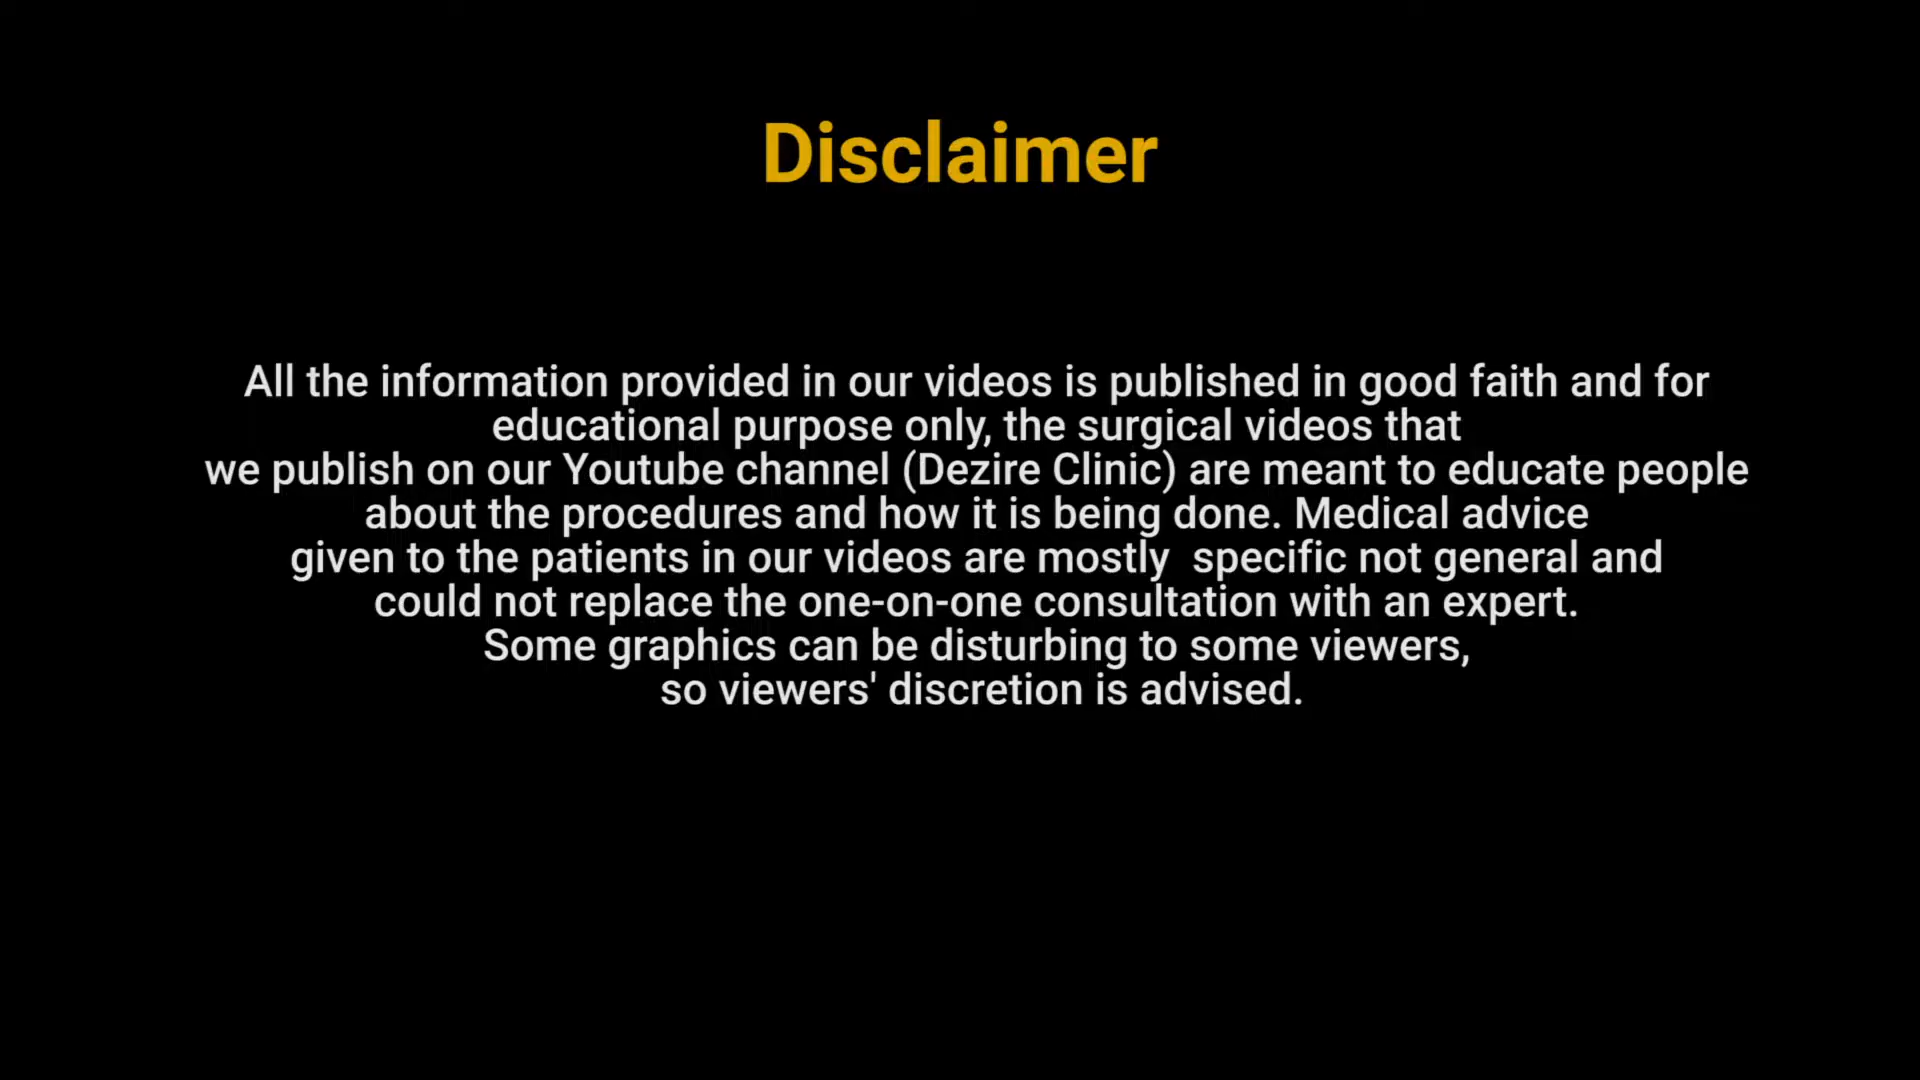 Disclaimer
All the information provided in our videos is published in good faith and for
educational purpose only, the surgical videos that
we publish on our Youtube channel (Dezire Clinic) are meant to educate people
about the procedures and how it is being done. Medical advice
given to the patients in our videos are mostly  specific not general and
could not replace the one-on-one consultation with an expert.
Some graphics can be disturbing to some viewers,
so viewers' discretion is advised.